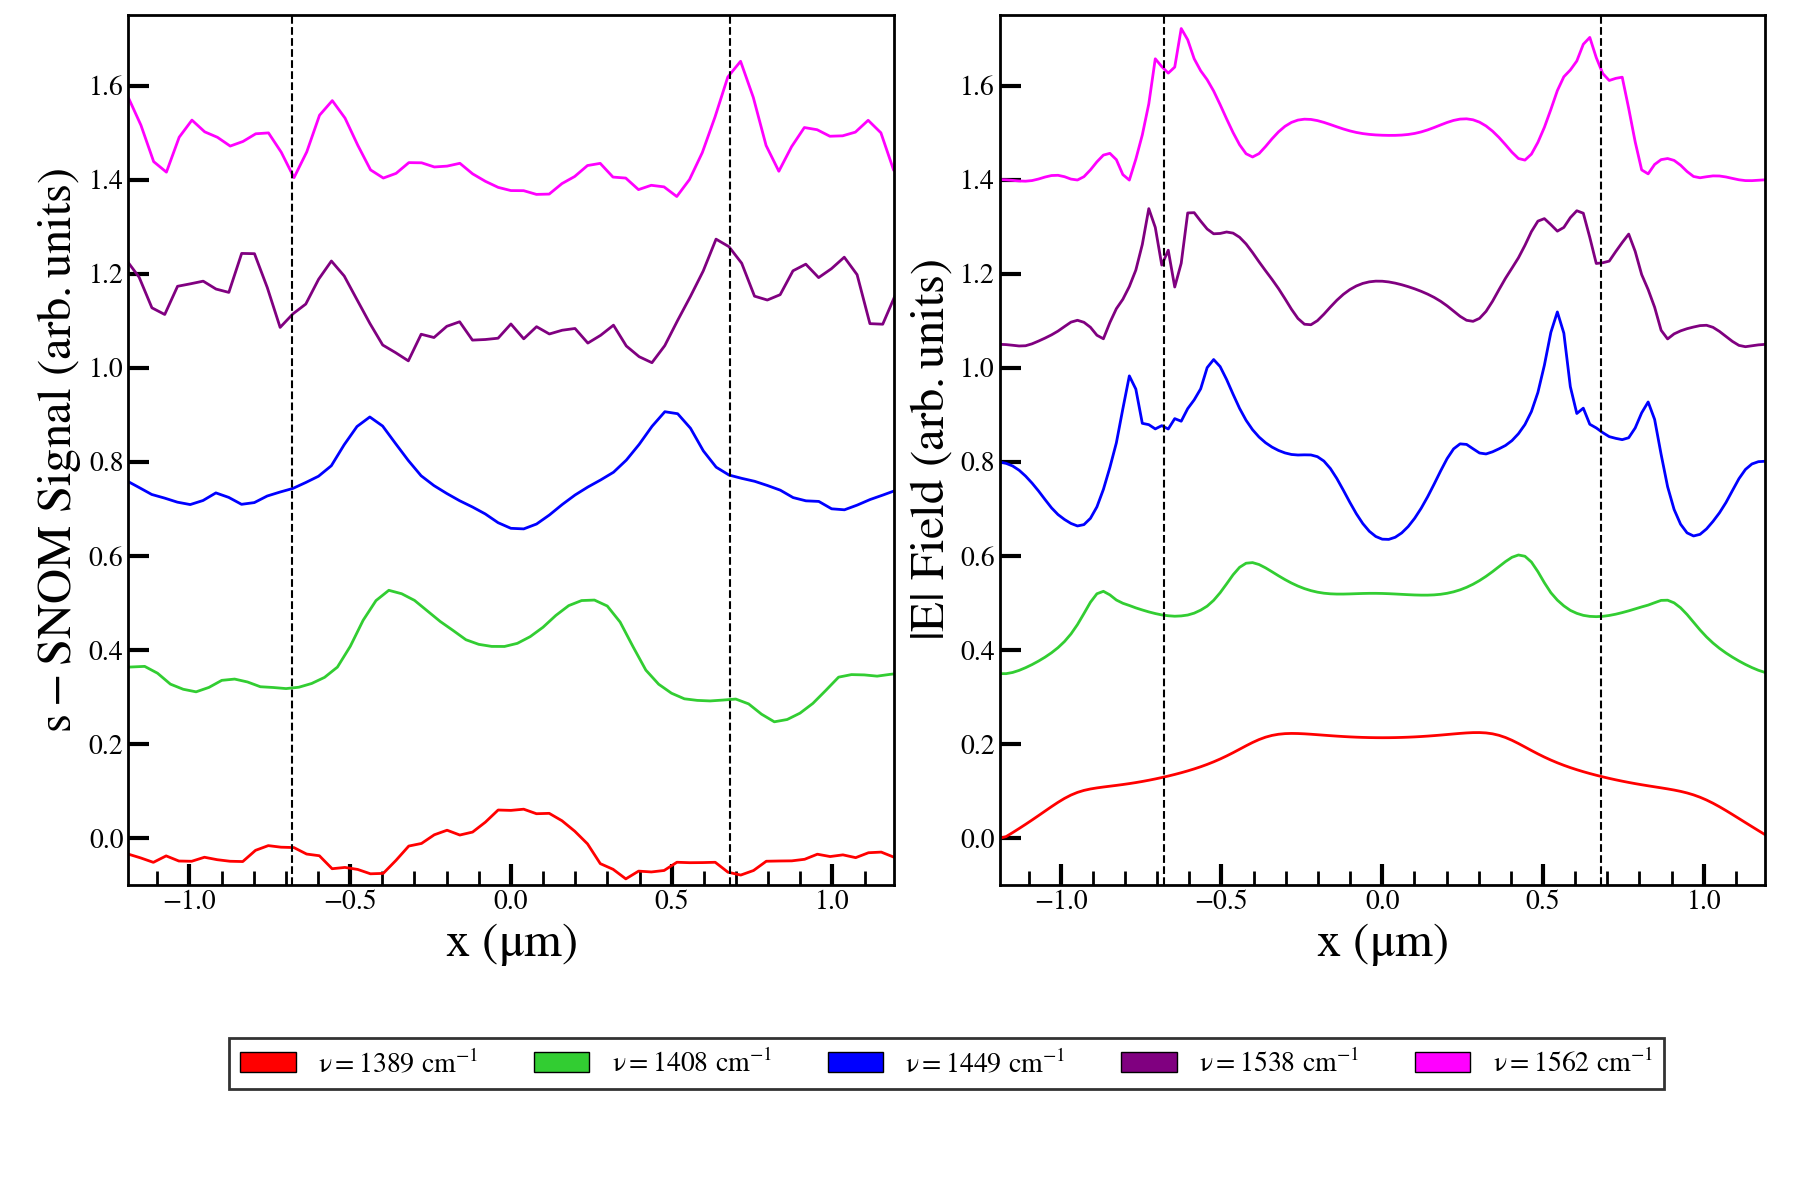 s − SNOM Signal (arb. units)
1.6
1.4
1.2
1.0
0.8
0.6
0.4
0.2
0.0
−1.0 −0.5 0.0 0.5 1.0
x (μm)
|E| Field (arb. units)
1.6
1.4
1.2
1.0
0.8
0.6
0.4
0.2
0.0
−1.0 −0.5 0.0 0.5 1.0
x (μm)
ν = 1389 cm⁻¹ ν = 1408 cm⁻¹ ν = 1449 cm⁻¹ ν = 1538 cm⁻¹ ν = 1562 cm⁻¹